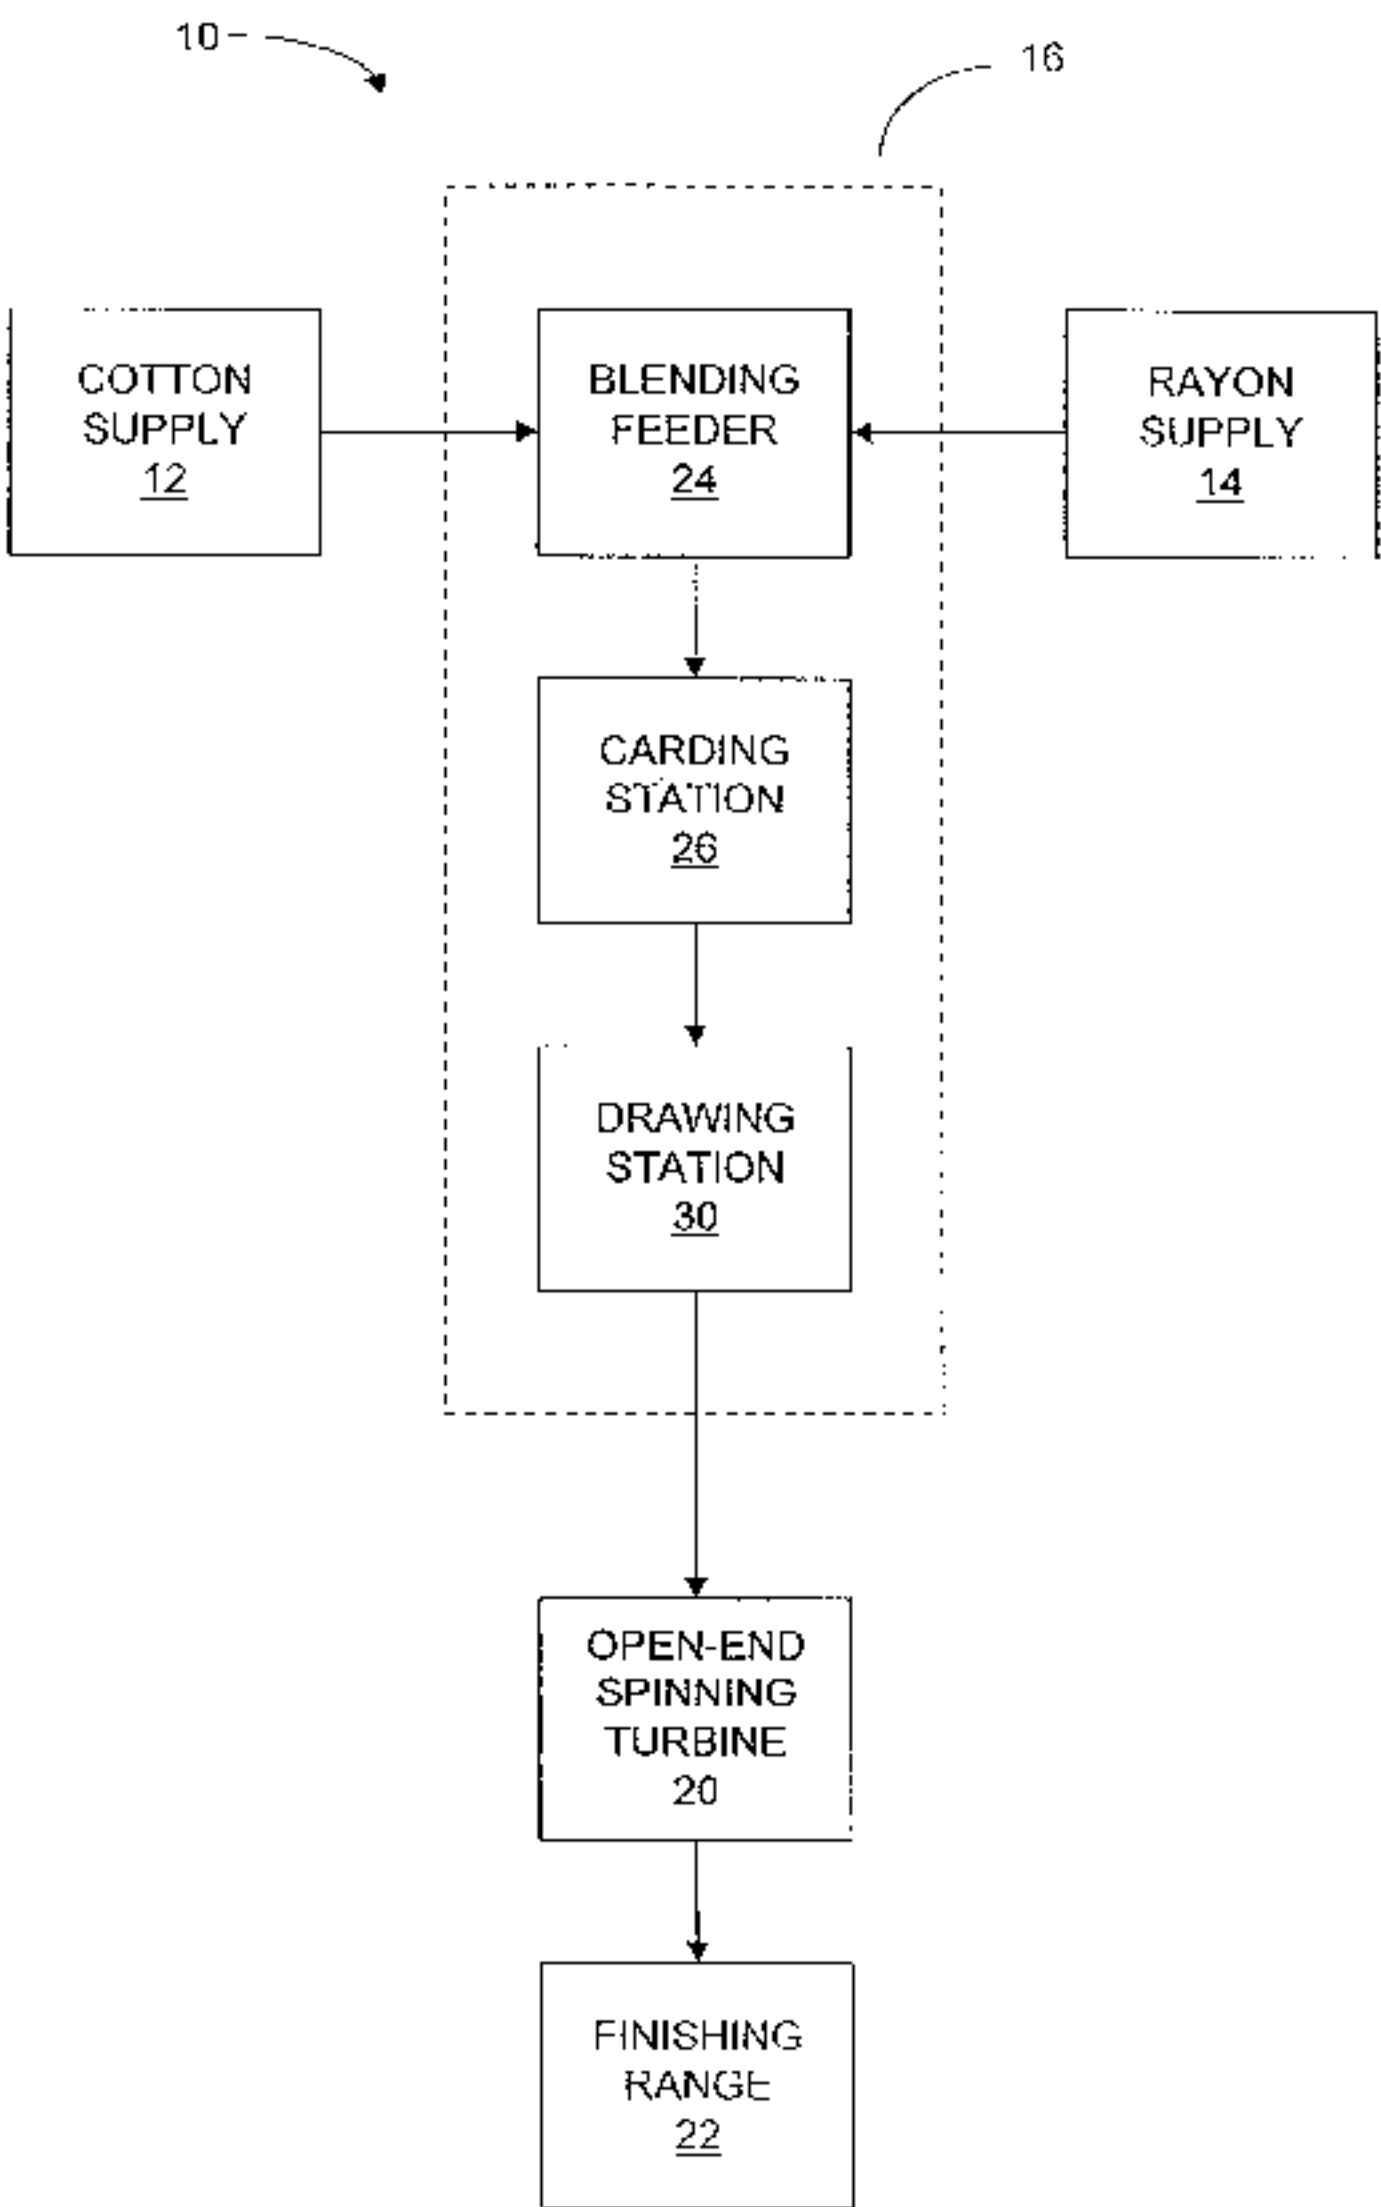 10
16
COTTON
SUPPLY
12
BLENDING
FEEDER
24
RAYON
SUPPLY
14
CARDING
STATION
26
DRAWING
STATION
30
OPEN-END
SPINNING
TURBINE
20
FINISHING
RANGE
22